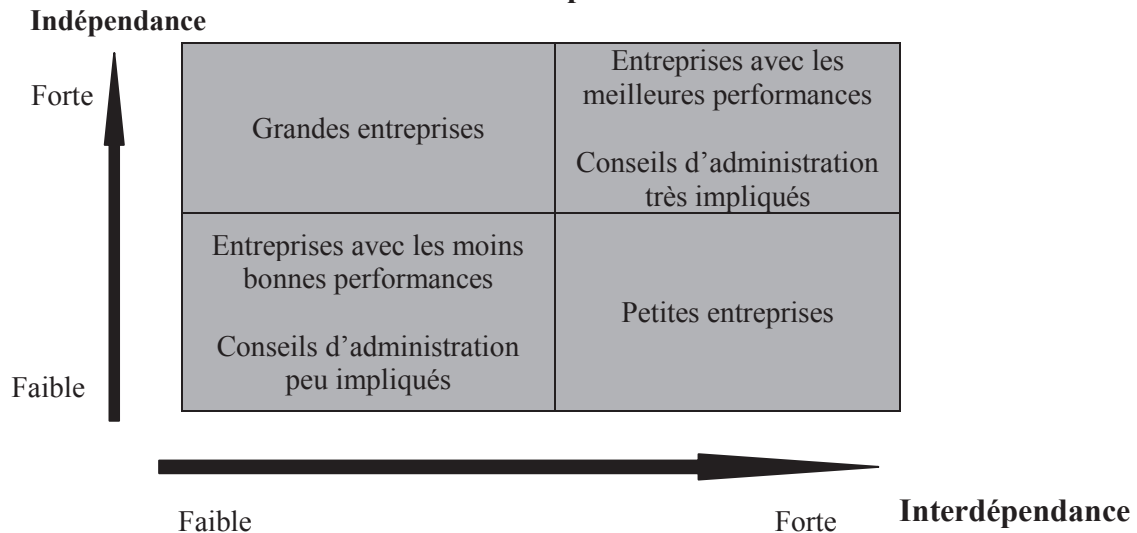 Indépendance
Forte
Grandes entreprises
Entreprises avec les
meilleures performances
Conseils d’administration
très impliqués
Entreprises avec les moins
bonnes performances
Conseils d’administration
peu impliqués
Petites entreprises
Faible
Faible
Forte
Interdépendance